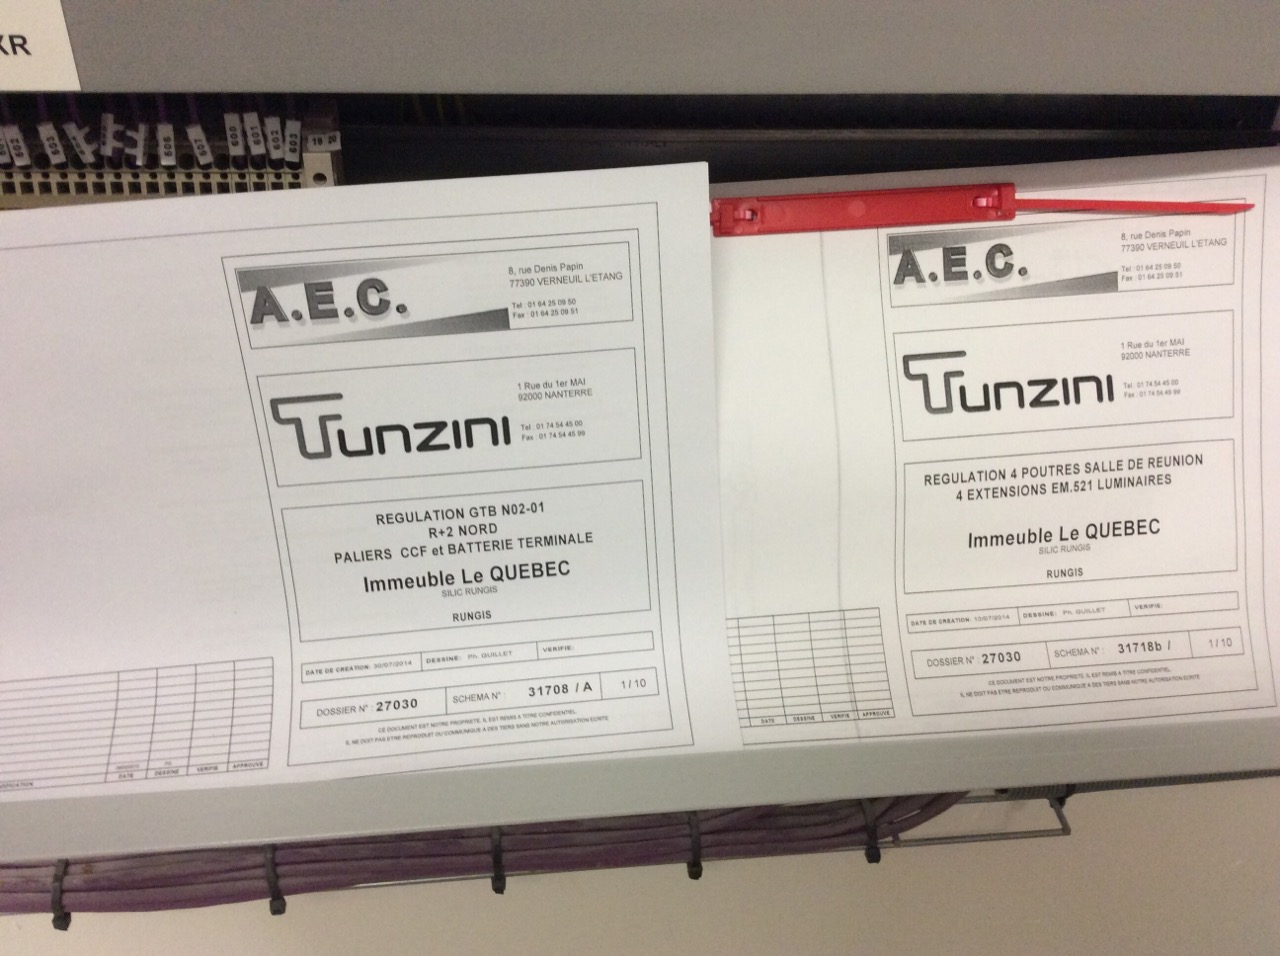 XR
603
606
607
600
601
602
603
19 20
A.E.C.
8, rue Denis Papin
77390 VERNEUIL L'ETANG
Tel : 01 64 25 09 50
Fax : 01 64 25 09 51
Tunzini
1 Rue du 1er MAI
92000 NANTERRE
Tel : 01 74 54 45 00
Fax : 01 74 54 45 99
REGULATION GTB N02-01
R+2 NORD
PALIERS CCF et BATTERIE TERMINALE
Immeuble Le QUEBEC
SILIC RUNGIS
RUNGIS
DATE DE CREATION: 30/07/2014 DESSINE: Ph. GUILLET VERIFIE:
DOSSIER N° : 27030 SCHEMA N° : 31708 / A 1 / 10
CE DOCUMENT EST NOTRE PROPRIETE, IL EST REMIS A TITRE CONFIDENTIEL
IL NE DOIT PAS ETRE REPRODUIT OU COMMUNIQUE A DES TIERS SANS NOTRE AUTORISATION ECRITE
DATE DESSINE VERIFIE APPROUVE
A.E.C.
8, rue Denis Papin
77390 VERNEUIL L'ETANG
Tel : 01 64 25 09 50
Fax : 01 64 25 09 51
Tunzini
1 Rue du 1er MAI
92000 NANTERRE
Tel : 01 74 54 45 00
Fax : 01 74 54 45 99
REGULATION 4 POUTRES SALLE DE REUNION
4 EXTENSIONS EM.521 LUMINAIRES
Immeuble Le QUEBEC
SILIC RUNGIS
RUNGIS
DATE DE CREATION: 10/07/2014 DESSINE: Ph. GUILLET VERIFIE:
DOSSIER N° : 27030 SCHEMA N° : 31718b / 1 / 10
CE DOCUMENT EST NOTRE PROPRIETE, IL EST REMIS A TITRE CONFIDENTIEL
IL NE DOIT PAS ETRE REPRODUIT OU COMMUNIQUE A DES TIERS SANS NOTRE AUTORISATION ECRITE
DATE DESSINE VERIFIE APPROUVE